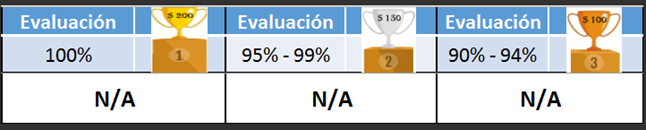 Evaluación $ 200 Evaluación $ 150 Evaluación $ 100
100% 1 95% - 99% 2 90% - 94% 3
N/A N/A N/A